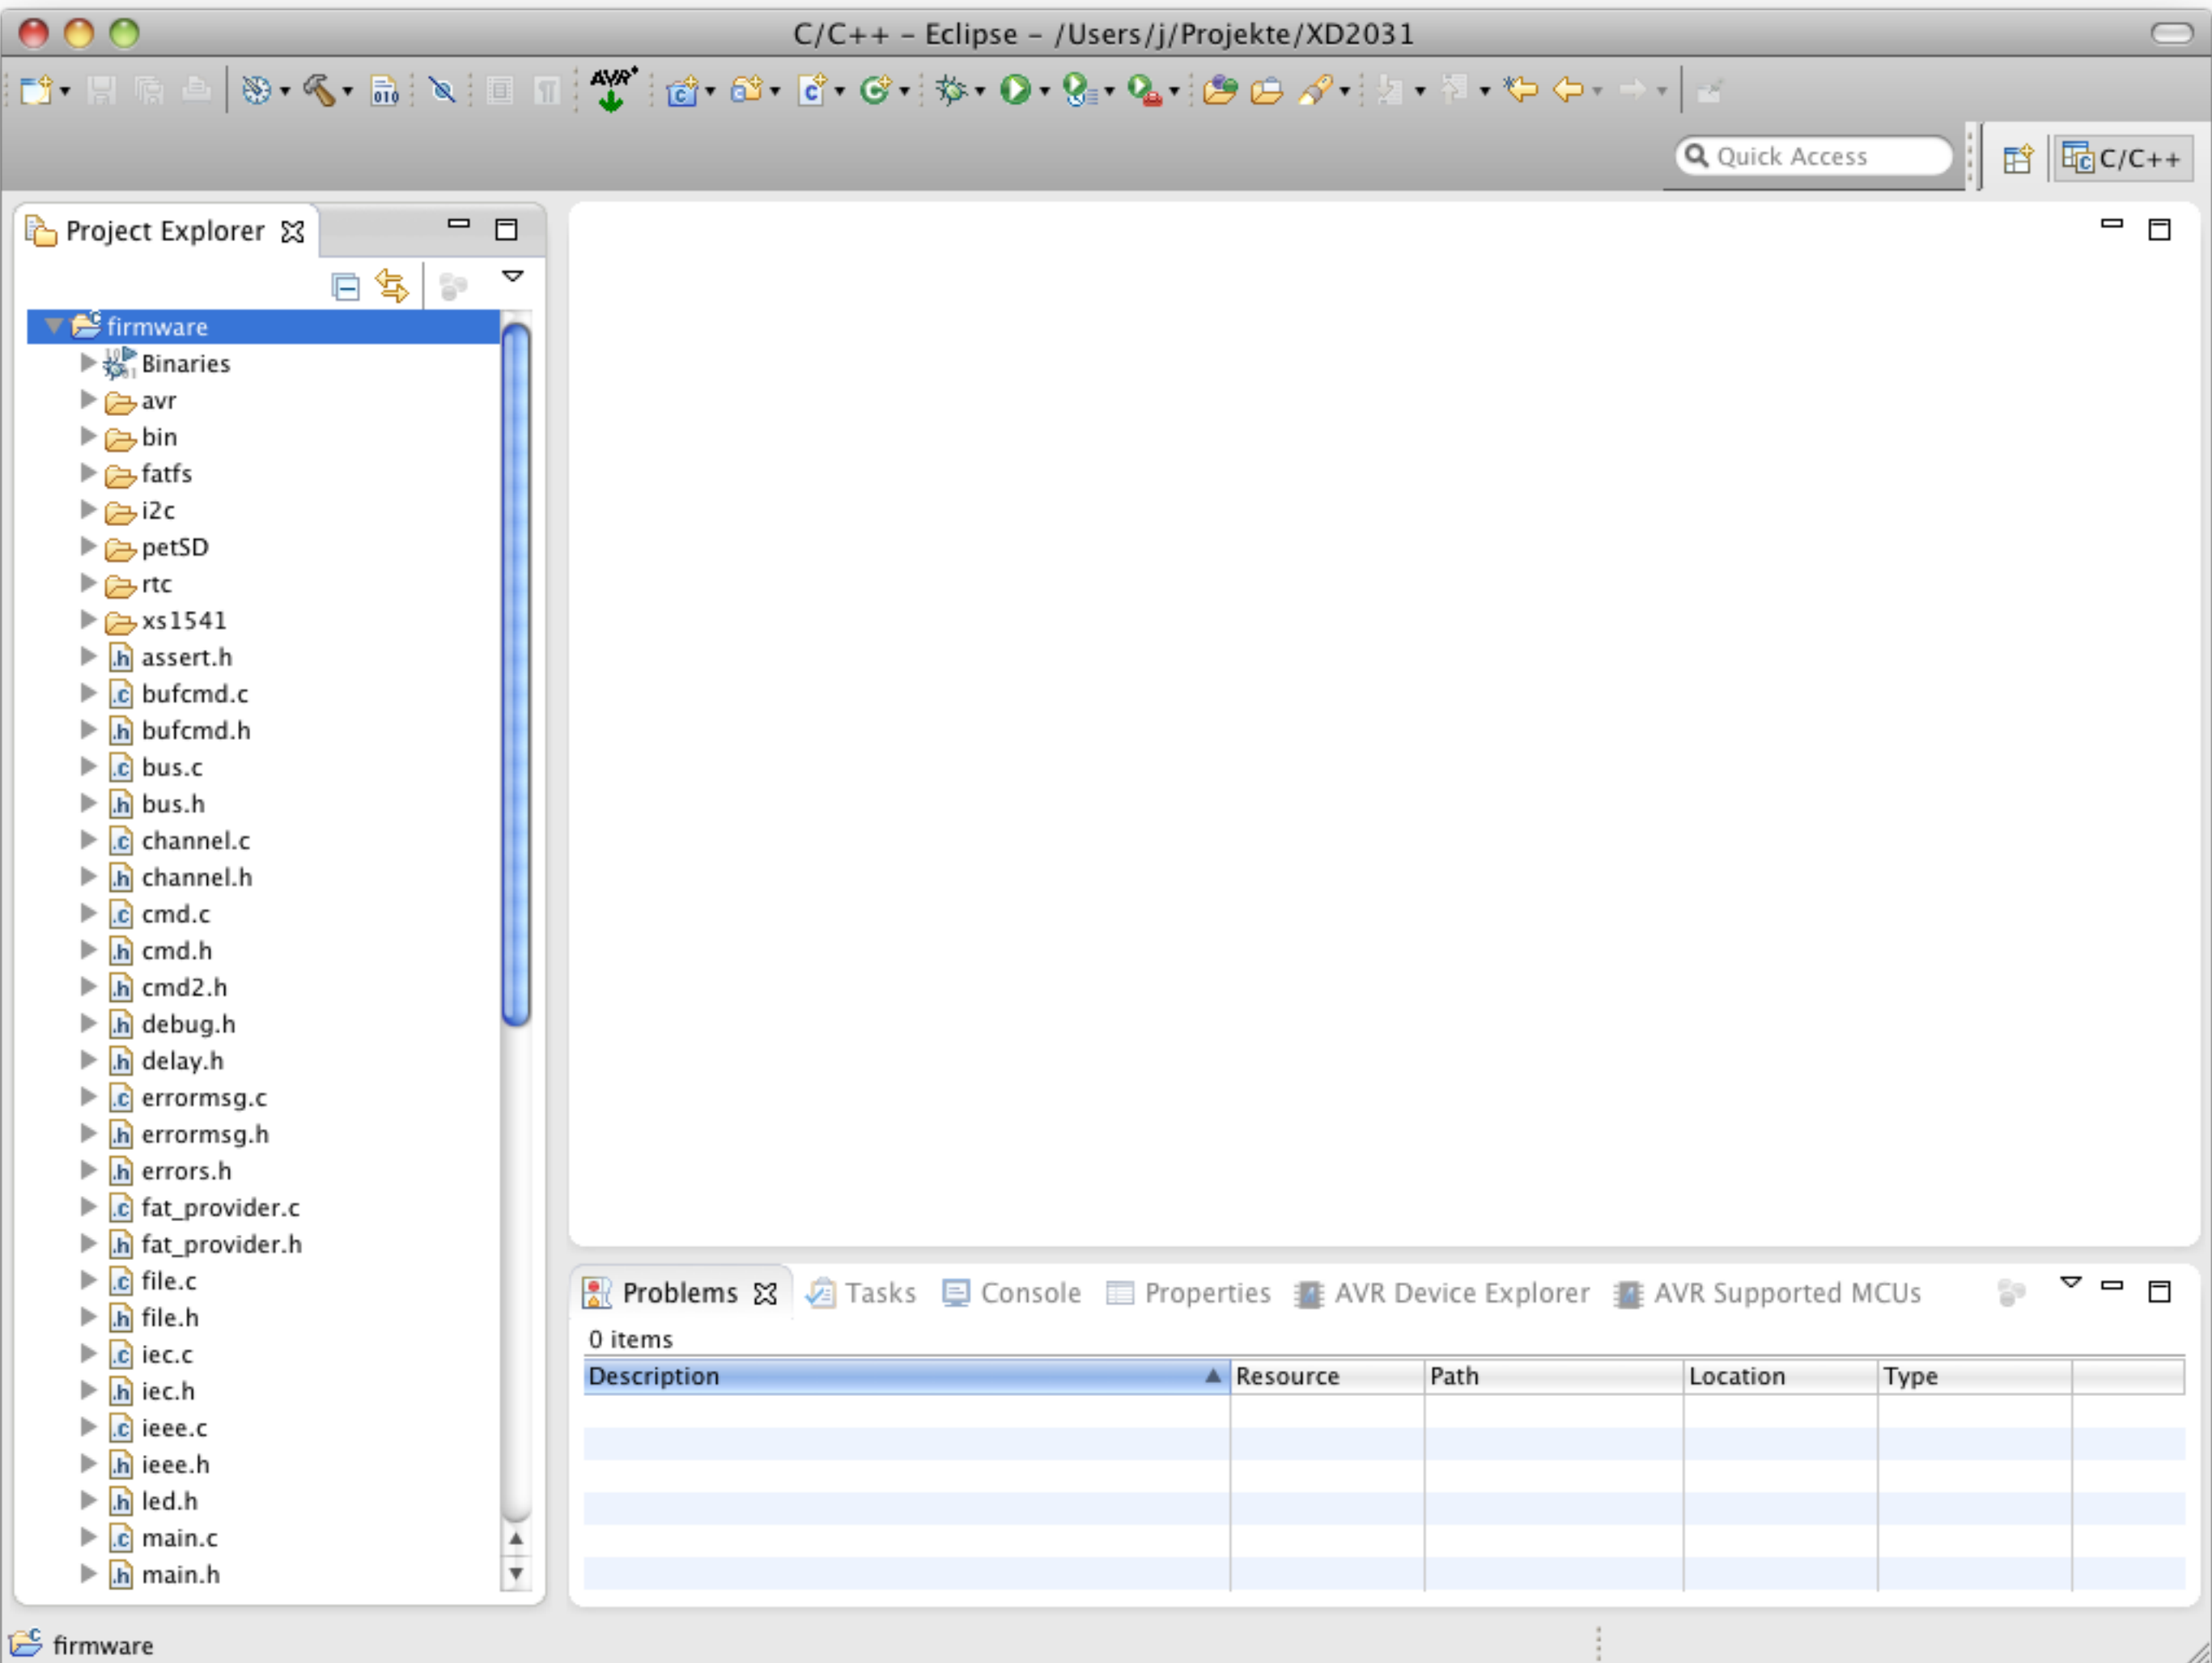 C/C++ – Eclipse – /Users/j/Projekte/XD2031
010
AVR
Quick Access
C/C++
Project Explorer
firmware
Binaries
avr
bin
fatfs
i2c
petSD
rtc
xs1541
.h assert.h
.c bufcmd.c
.h bufcmd.h
.c bus.c
.h bus.h
.c channel.c
.h channel.h
.c cmd.c
.h cmd.h
.h cmd2.h
.h debug.h
.h delay.h
.c errormsg.c
.h errormsg.h
.h errors.h
.c fat_provider.c
.h fat_provider.h
.c file.c
.h file.h
.c iec.c
.h iec.h
.c ieee.c
.h ieee.h
.h led.h
.c main.c
.h main.h
Problems Tasks Console Properties AVR Device Explorer AVR Supported MCUs
0 items
Description Resource Path Location Type
firmware